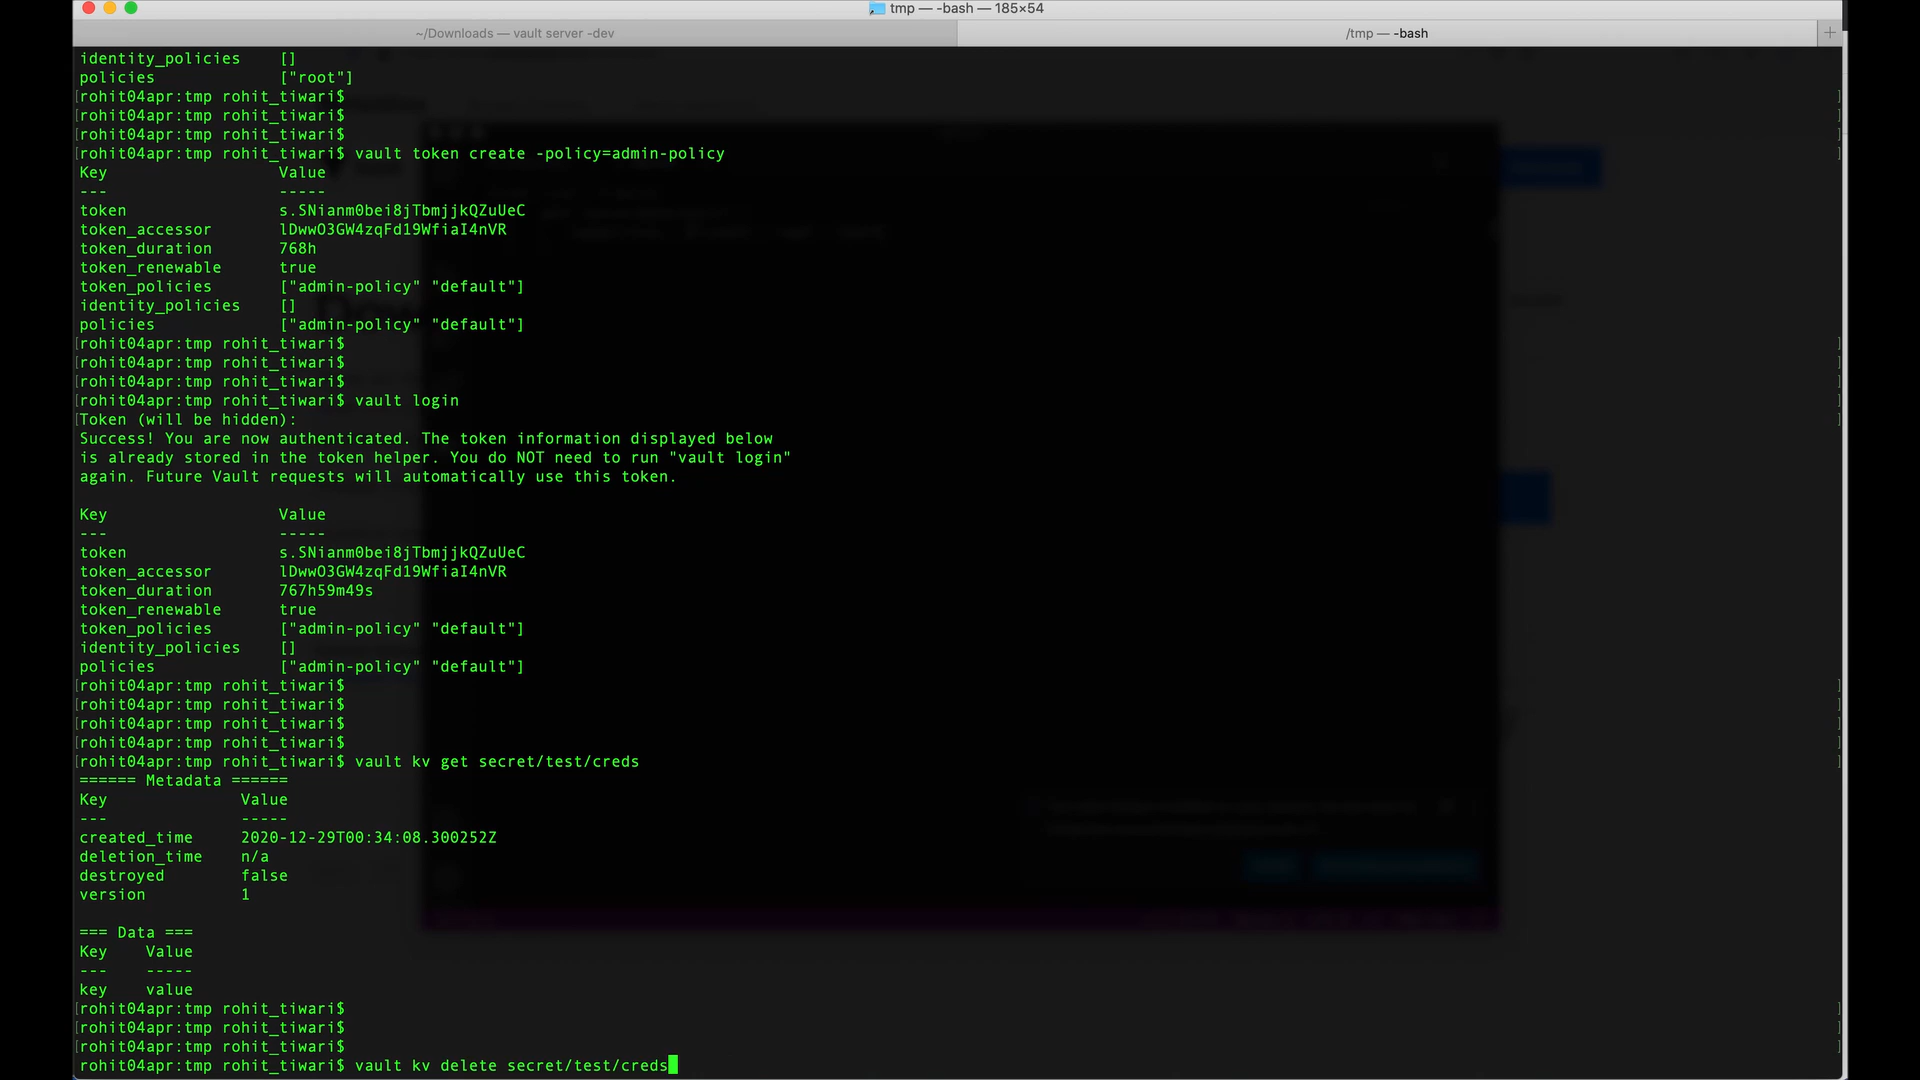 tmp — -bash — 185×54
~/Downloads — vault server -dev
/tmp — -bash
+
identity_policies    []
policies             ["root"]
[rohit04apr:tmp rohit_tiwari$ ]
[rohit04apr:tmp rohit_tiwari$ ]
[rohit04apr:tmp rohit_tiwari$ ]
[rohit04apr:tmp rohit_tiwari$ vault token create -policy=admin-policy ]
Key                  Value
---                  -----
token                s.SNianm0bei8jTbmjjkQZuUeC
token_accessor       lDwwO3GW4zqFd19WfiaI4nVR
token_duration       768h
token_renewable      true
token_policies       ["admin-policy" "default"]
identity_policies    []
policies             ["admin-policy" "default"]
[rohit04apr:tmp rohit_tiwari$ ]
[rohit04apr:tmp rohit_tiwari$ ]
[rohit04apr:tmp rohit_tiwari$ ]
[rohit04apr:tmp rohit_tiwari$ vault login ]
[Token (will be hidden): ]
Success! You are now authenticated. The token information displayed below
is already stored in the token helper. You do NOT need to run "vault login"
again. Future Vault requests will automatically use this token.
Key                  Value
---                  -----
token                s.SNianm0bei8jTbmjjkQZuUeC
token_accessor       lDwwO3GW4zqFd19WfiaI4nVR
token_duration       767h59m49s
token_renewable      true
token_policies       ["admin-policy" "default"]
identity_policies    []
policies             ["admin-policy" "default"]
[rohit04apr:tmp rohit_tiwari$ ]
[rohit04apr:tmp rohit_tiwari$ ]
[rohit04apr:tmp rohit_tiwari$ ]
[rohit04apr:tmp rohit_tiwari$ ]
[rohit04apr:tmp rohit_tiwari$ vault kv get secret/test/creds ]
====== Metadata ======
Key              Value
---              -----
created_time     2020-12-29T00:34:08.300252Z
deletion_time    n/a
destroyed        false
version          1
=== Data ===
Key    Value
---    -----
key    value
[rohit04apr:tmp rohit_tiwari$ ]
[rohit04apr:tmp rohit_tiwari$ ]
[rohit04apr:tmp rohit_tiwari$ ]
rohit04apr:tmp rohit_tiwari$ vault kv delete secret/test/creds